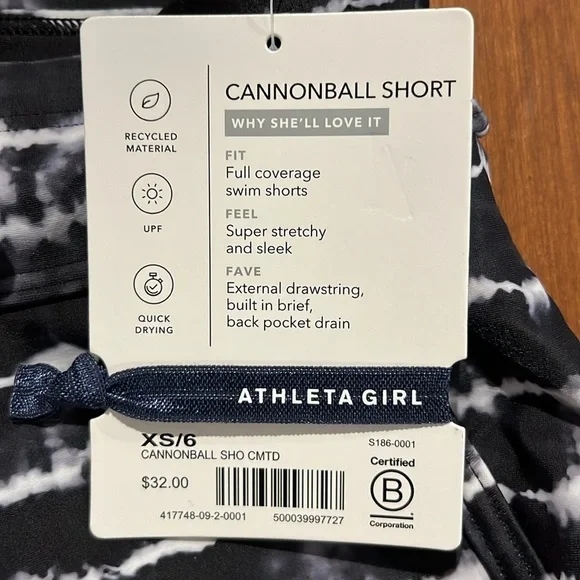 RECYCLED
MATERIAL
UPF
QUICK
DRYING
CANNONBALL SHORT
WHY SHE'LL LOVE IT
FIT
Full coverage
swim shorts
FEEL
Super stretchy
and sleek
FAVE
External drawstring,
built in brief,
back pocket drain
ATHLETA GIRL
XS/6
CANNONBALL SHO CMTD
S186-0001
$32.00
417748-09-2-0001
500039997727
Certified
B
Corporation